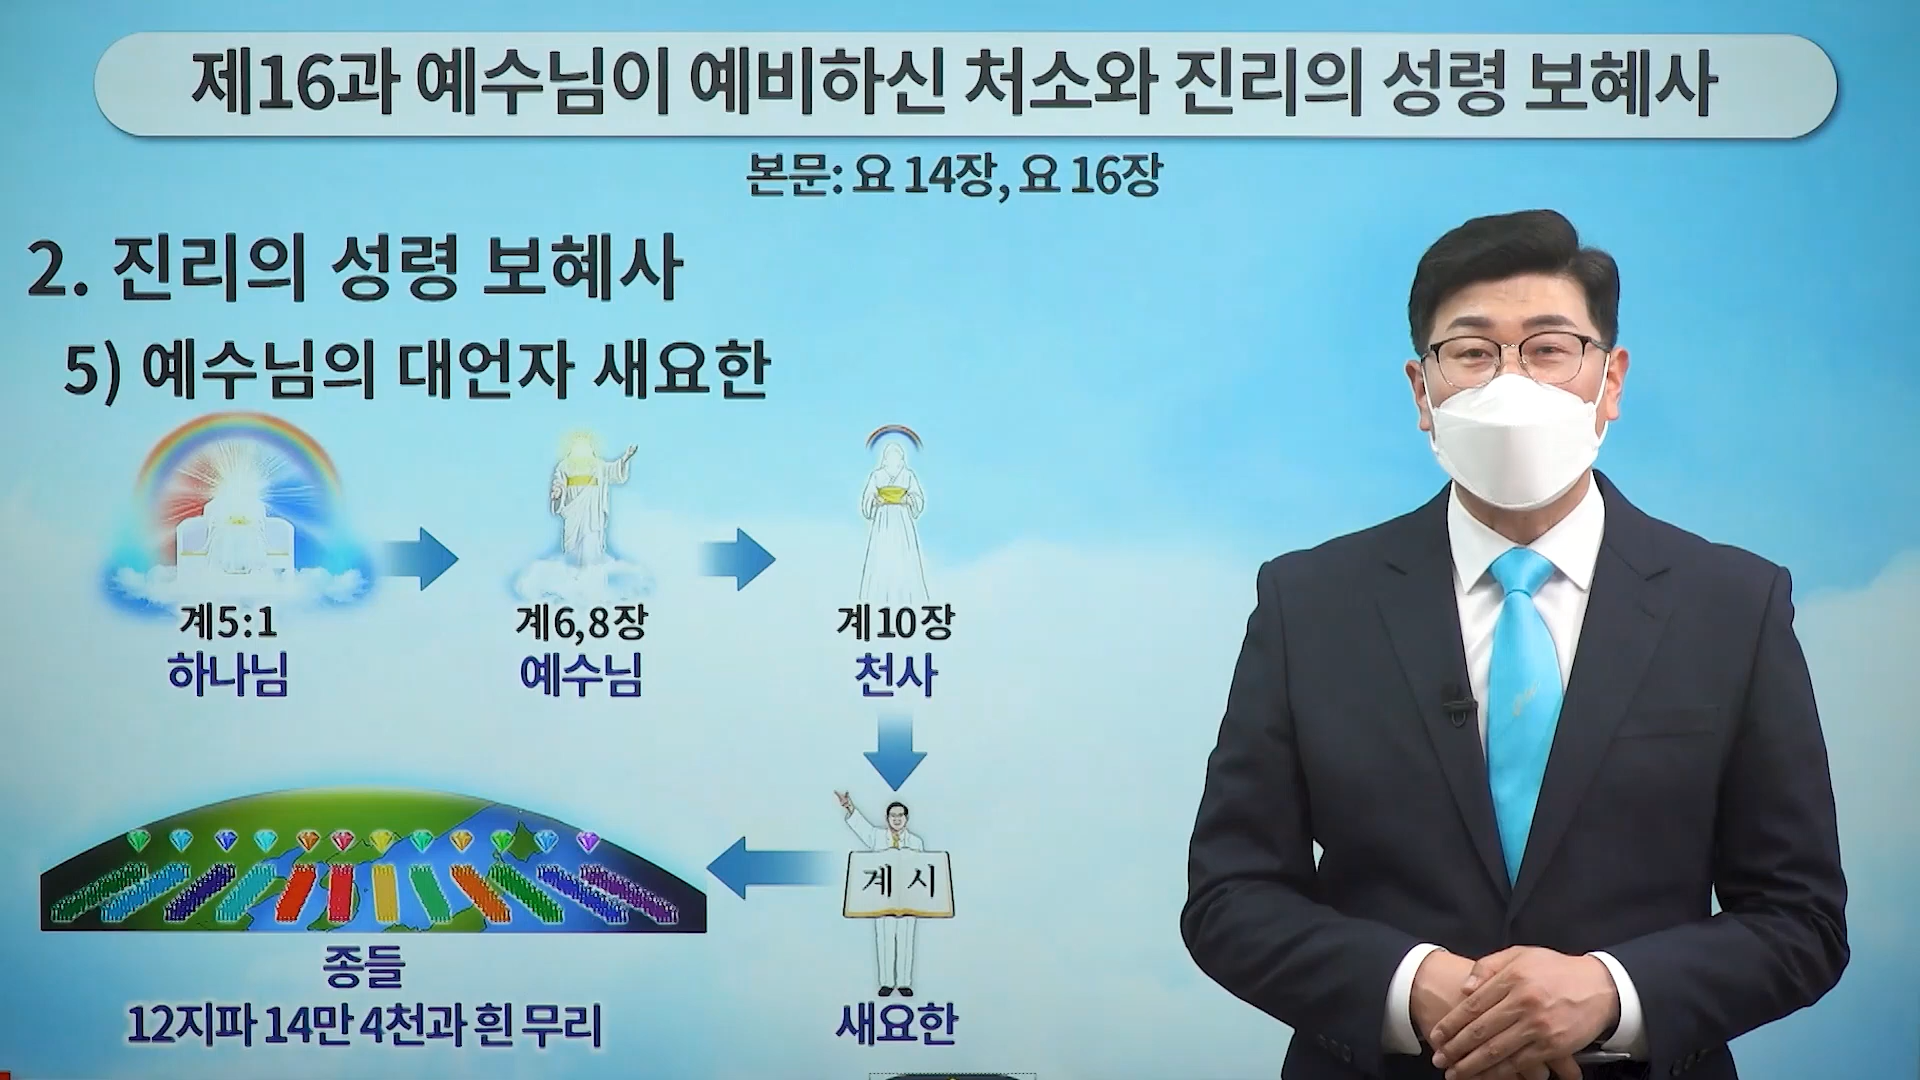 제16과 예수님이 예비하신 처소와 진리의 성령 보혜사
본문: 요 14장, 요 16장
2. 진리의 성령 보혜사
5) 예수님의 대언자 새요한
계5:1
하나님
계6,8장
예수님
계10장
천사
계시
새요한
종들
12지파 14만 4천과 흰 무리